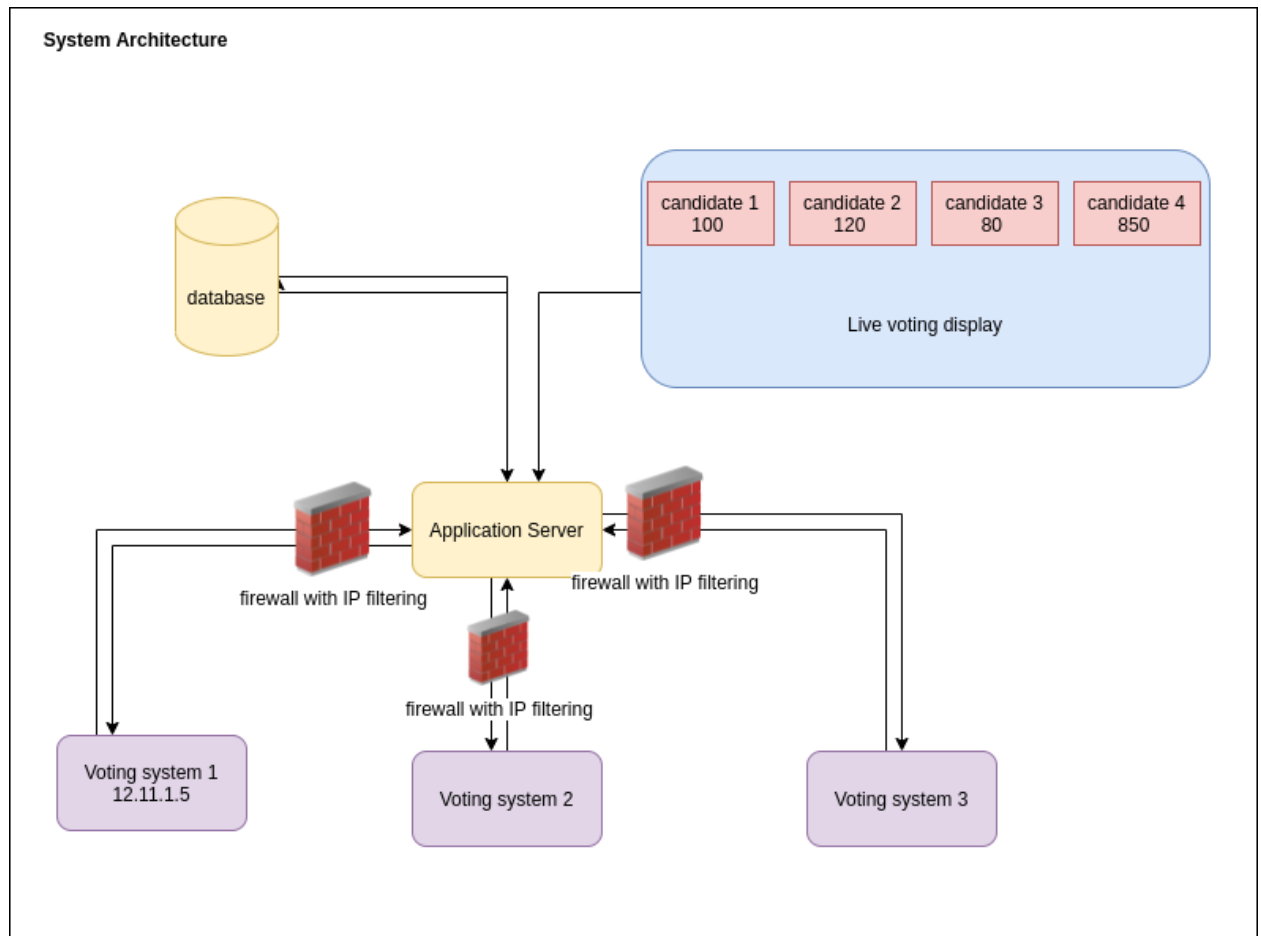 System Architecture
candidate 1
100
candidate 2
120
candidate 3
80
candidate 4
850
database
Live voting display
Application Server
firewall with IP filtering
firewall with IP filtering
firewall with IP filtering
Voting system 1
12.11.1.5
Voting system 2
Voting system 3